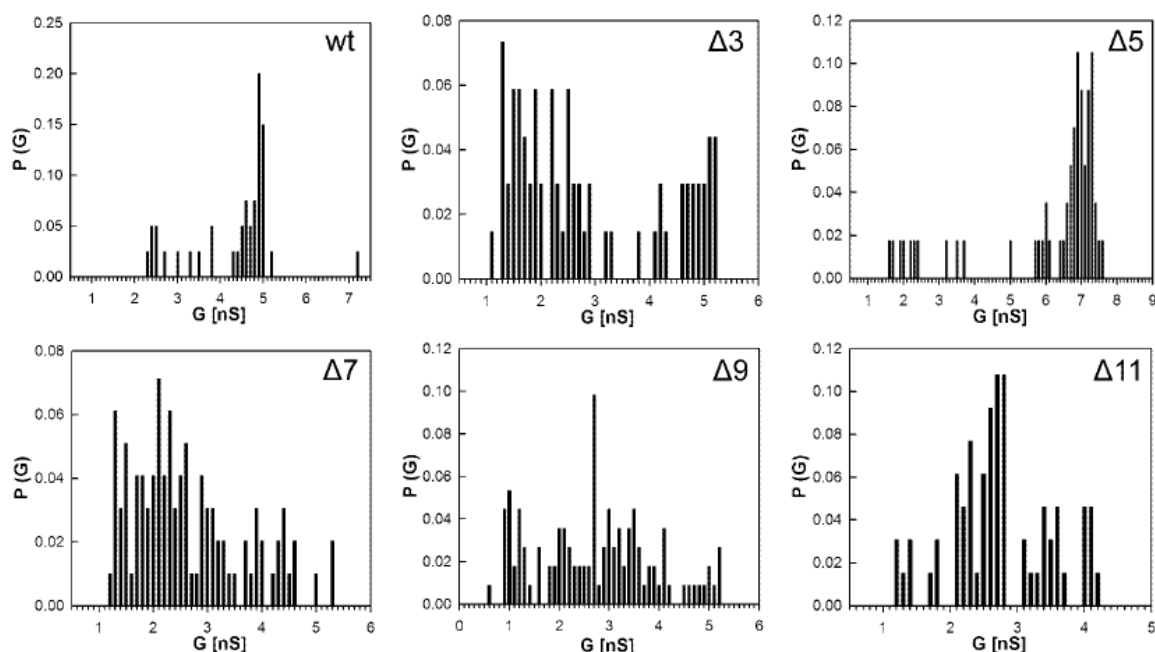 wt
0.25
0.20
0.15
0.10
0.05
0.00
P (G)
1 2 3 4 5 6 7
G [nS]
Δ3
0.08
0.06
0.04
0.02
0.00
P (G)
1 2 3 4 5 6
G [nS]
Δ5
0.12
0.10
0.08
0.06
0.04
0.02
0.00
P (G)
1 2 3 4 5 6 7 8 9
G [nS]
Δ7
0.08
0.06
0.04
0.02
0.00
P (G)
1 2 3 4 5 6
G [nS]
Δ9
0.12
0.10
0.08
0.06
0.04
0.02
0.00
P (G)
0 1 2 3 4 5 6
G [nS]
Δ11
0.12
0.10
0.08
0.06
0.04
0.02
0.00
P (G)
1 2 3 4 5
G [nS]